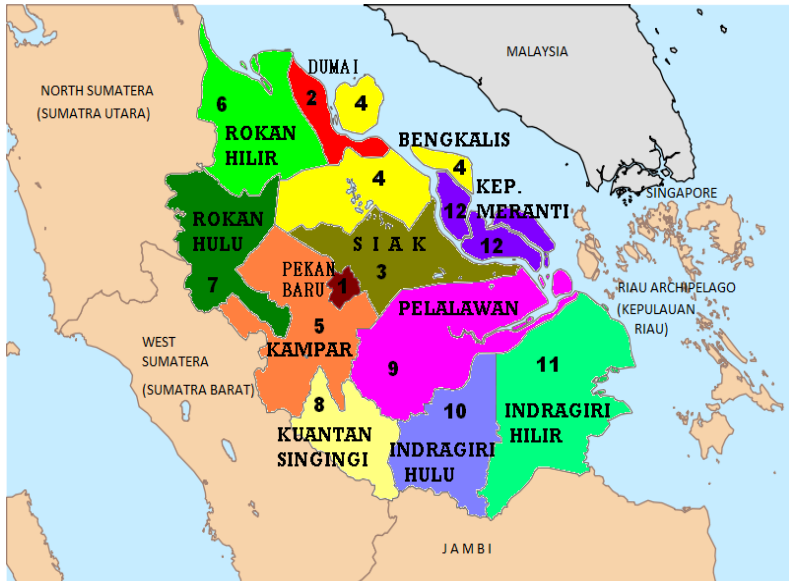 MALAYSIA
DUMAI
NORTH SUMATERA
(SUMATRA UTARA)
6
2
4
ROKAN
HILIR
BENGKALIS
4
4
KEP.
MERANTI
SINGAPORE
ROKAN
HULU
12
12
SIAK
3
PEKAN
BARU
1
7
RIAU ARCHIPELAGO
(KEPULAUAN
RIAU)
PELALAWAN
5
KAMPAR
WEST
SUMATERA
(SUMATRA BARAT)
9
11
8
10
KUANTAN
SINGINGI
INDRAGIRI
HULU
INDRAGIRI
HILIR
JAMBI